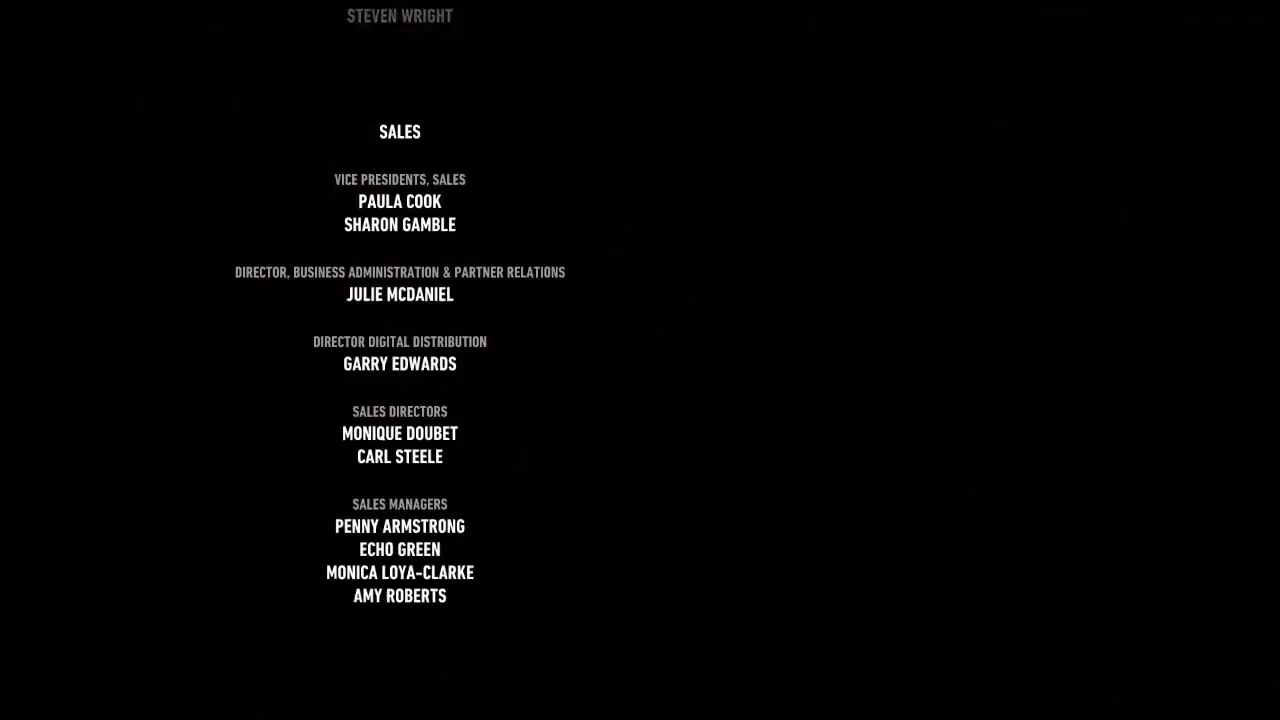 STEVEN WRIGHT
SALES
VICE PRESIDENTS, SALES
PAULA COOK
SHARON GAMBLE
DIRECTOR, BUSINESS ADMINISTRATION & PARTNER RELATIONS
JULIE MCDANIEL
DIRECTOR DIGITAL DISTRIBUTION
GARRY EDWARDS
SALES DIRECTORS
MONIQUE DOUBET
CARL STEELE
SALES MANAGERS
PENNY ARMSTRONG
ECHO GREEN
MONICA LOYA-CLARKE
AMY ROBERTS